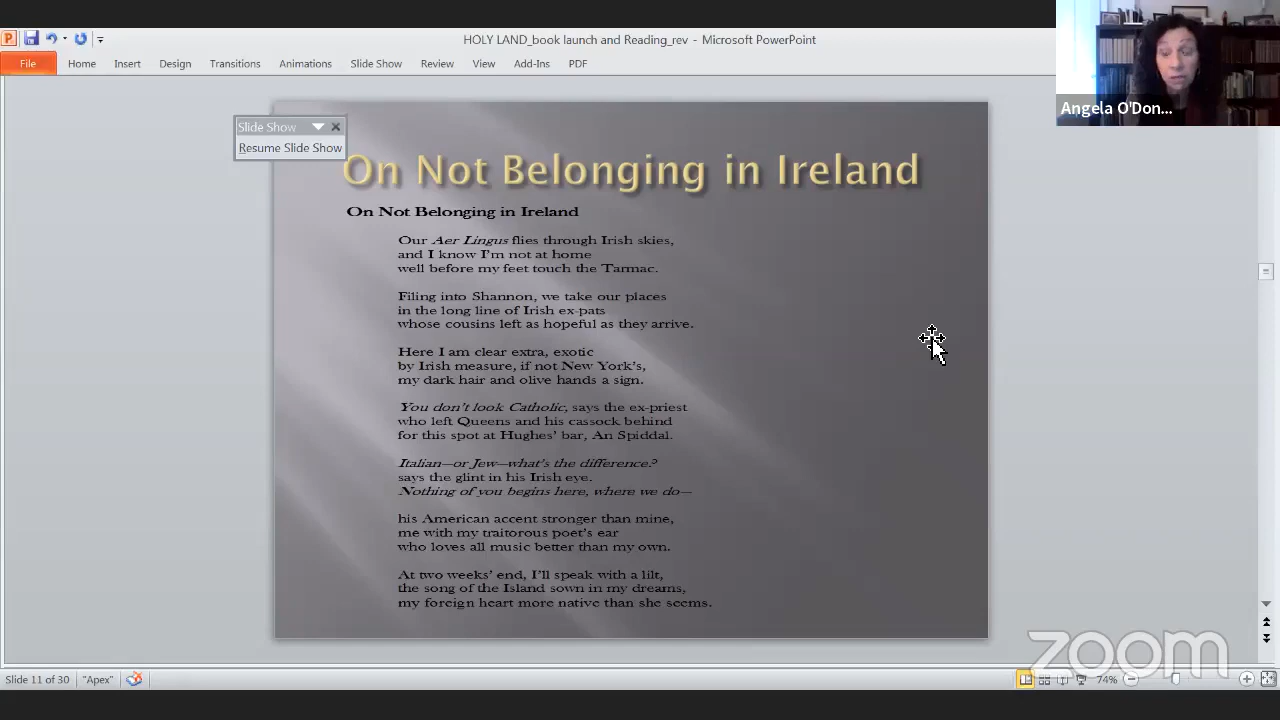 HOLY LAND_book launch and Reading_rev - Microsoft PowerPoint
File Home Insert Design Transitions Animations Slide Show Review View Add-Ins PDF
Angela O'Don...
Slide Show
Resume Slide Show
On Not Belonging in Ireland
On Not Belonging in Ireland
Our Aer Lingus flies through Irish skies,
and I know I'm not at home
well before my feet touch the Tarmac.
Filing into Shannon, we take our places
in the long line of Irish ex-pats
whose cousins left as hopeful as they arrive.
Here I am clear extra, exotic
by Irish measure, if not New York's,
my dark hair and olive hands a sign.
You don't look Catholic, says the ex-priest
who left Queens and his cassock behind
for this spot at Hughes' bar, An Spiddal.
Italian—or Jew—what's the difference?
says the glint in his Irish eye.
Nothing of you begins here, where we do—
his American accent stronger than mine,
me with my traitorous poet's ear
who loves all music better than my own.
At two weeks' end, I'll speak with a lilt,
the song of the Island sown in my dreams,
my foreign heart more native than she seems.
zoom
Slide 11 of 30 "Apex" 74%